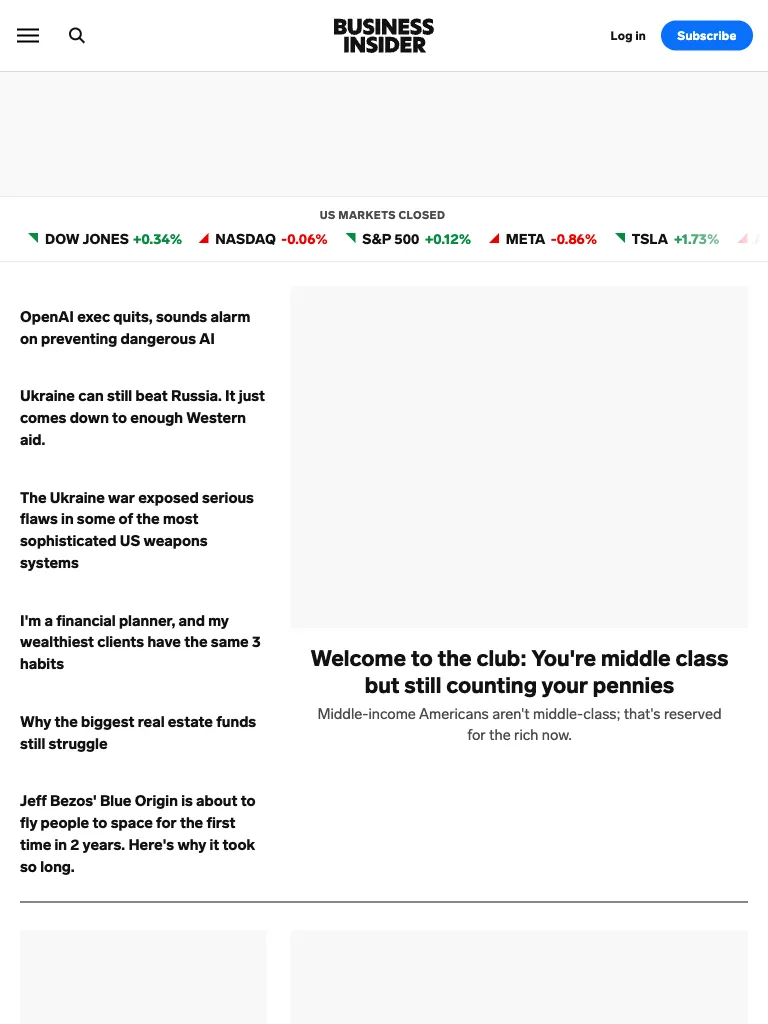 BUSINESS
INSIDER
Log in
Subscribe
US MARKETS CLOSED
DOW JONES +0.34% NASDAQ -0.06% S&P 500 +0.12% META -0.86% TSLA +1.73%
OpenAI exec quits, sounds alarm
on preventing dangerous AI
Ukraine can still beat Russia. It just
comes down to enough Western
aid.
The Ukraine war exposed serious
flaws in some of the most
sophisticated US weapons
systems
I'm a financial planner, and my
wealthiest clients have the same 3
habits
Why the biggest real estate funds
still struggle
Jeff Bezos' Blue Origin is about to
fly people to space for the first
time in 2 years. Here's why it took
so long.
Welcome to the club: You're middle class
but still counting your pennies
Middle-income Americans aren't middle-class; that's reserved
for the rich now.